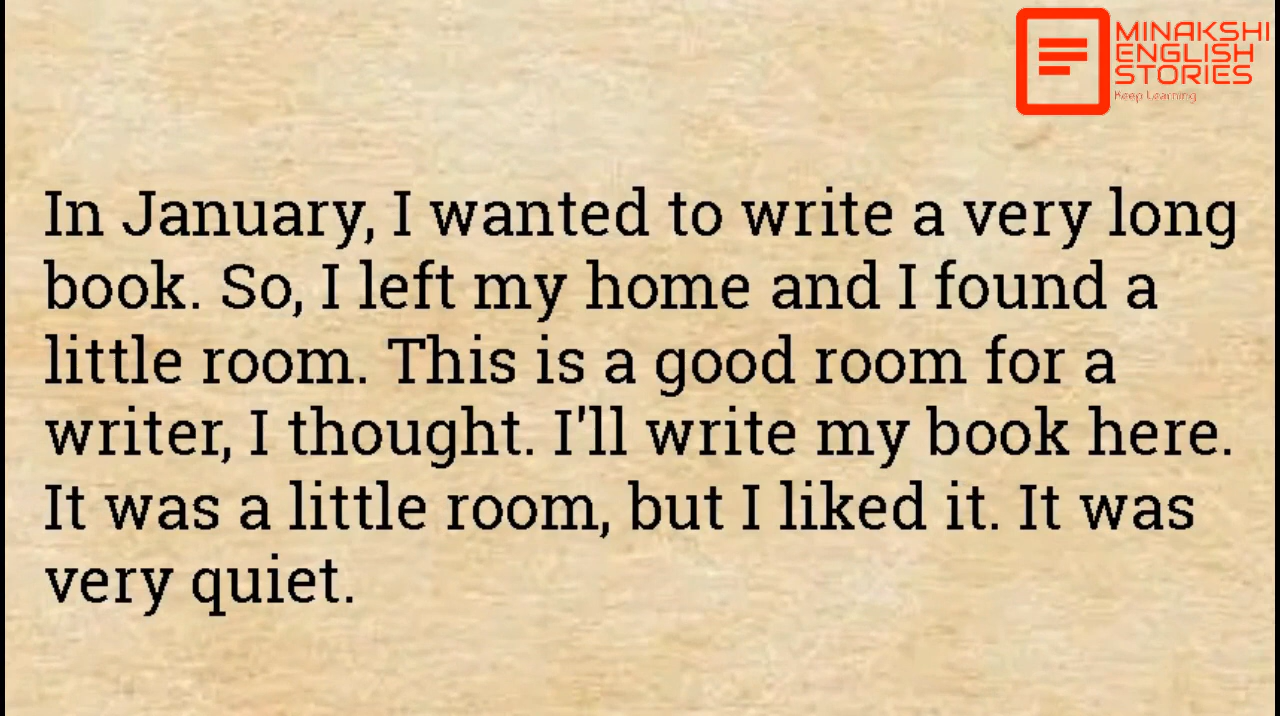 MINAKSHI
ENGLISH
STORIES
Keep Learning
In January, I wanted to write a very long
book. So, I left my home and I found a
little room. This is a good room for a
writer, I thought. I'll write my book here.
It was a little room, but I liked it. It was
very quiet.